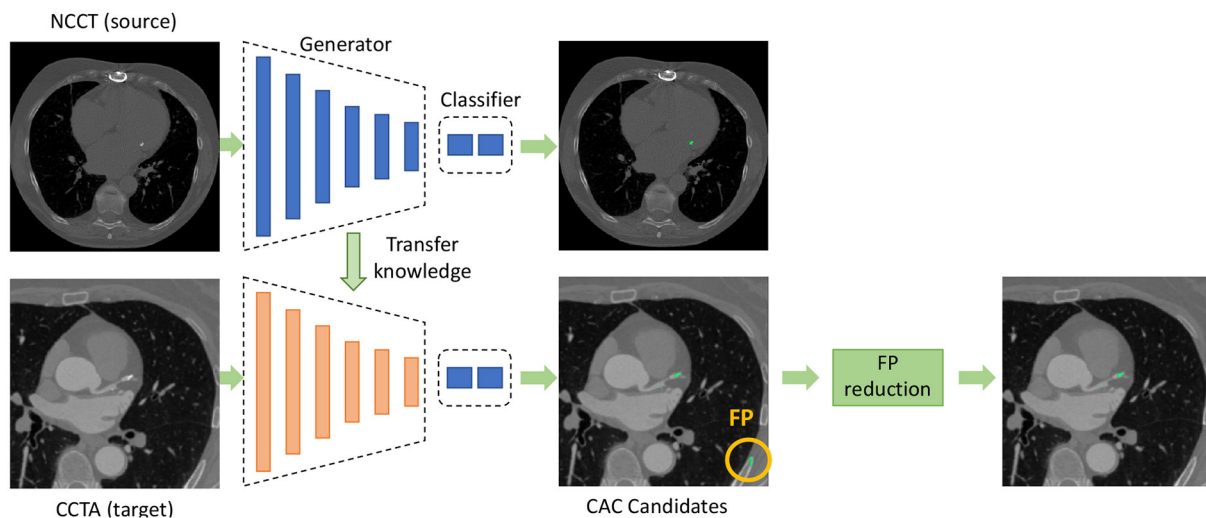 NCCT (source)
Generator
Classifier
Transfer
knowledge
FP
reduction
FP
CCTA (target)
CAC Candidates